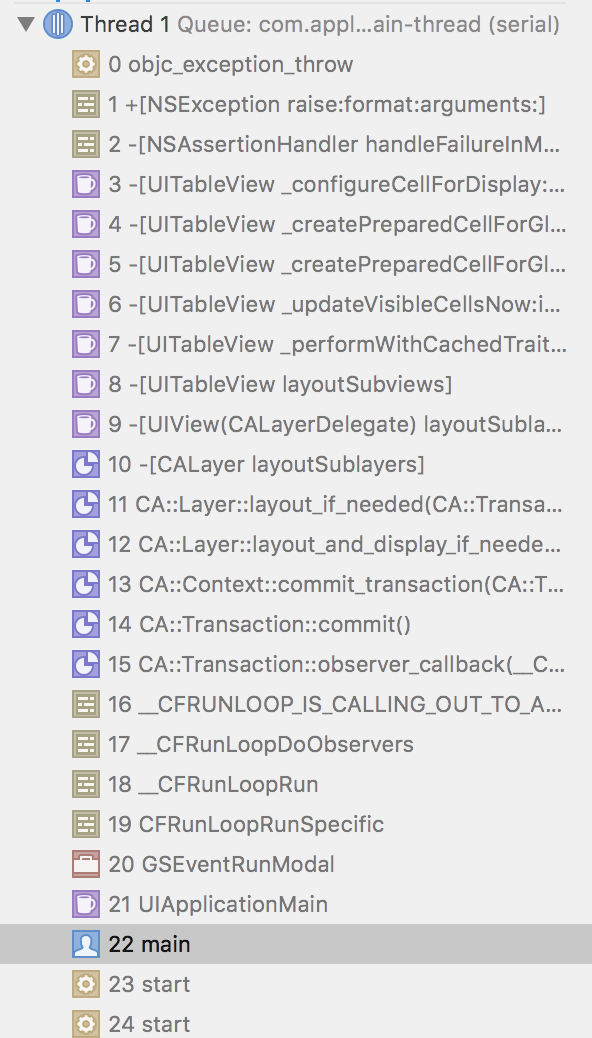 Thread 1 Queue: com.appl...ain-thread (serial)
0 objc_exception_throw
1 +[NSException raise:format:arguments:]
2 -[NSAssertionHandler handleFailureInM...
3 -[UITableView _configureCellForDisplay:...
4 -[UITableView _createPreparedCellForGl...
5 -[UITableView _createPreparedCellForGl...
6 -[UITableView _updateVisibleCellsNow:i...
7 -[UITableView _performWithCachedTrait...
8 -[UITableView layoutSubviews]
9 -[UIView(CALayerDelegate) layoutSubla...
10 -[CALayer layoutSublayers]
11 CA::Layer::layout_if_needed(CA::Transa...
12 CA::Layer::layout_and_display_if_neede...
13 CA::Context::commit_transaction(CA::T...
14 CA::Transaction::commit()
15 CA::Transaction::observer_callback(__C...
16 __CFRUNLOOP_IS_CALLING_OUT_TO_A...
17 __CFRunLoopDoObservers
18 __CFRunLoopRun
19 CFRunLoopRunSpecific
20 GSEventRunModal
21 UIApplicationMain
22 main
23 start
24 start